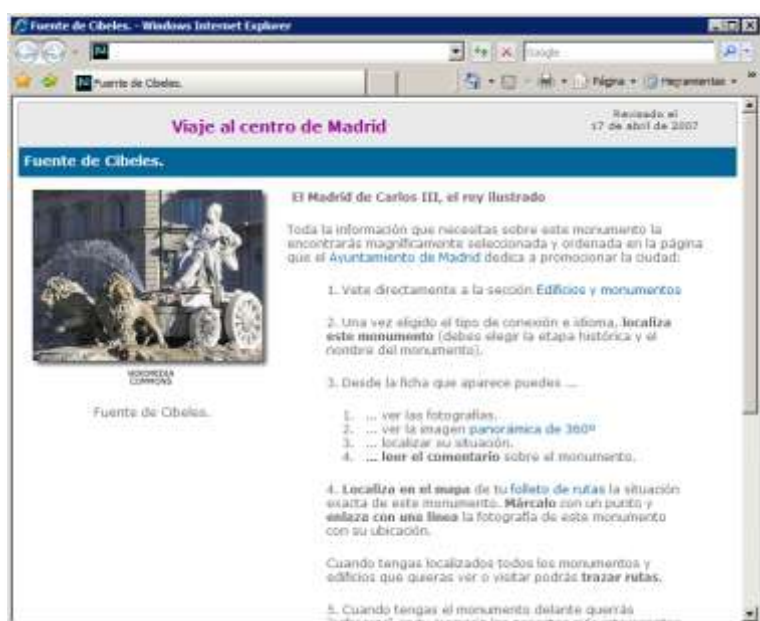 Fuente de Cibeles. - Windows Internet Explorer
Google
Fuente de Cibeles.
Página
Herramientas
Viaje al centro de Madrid
Revisado el
17 de abril de 2007
Fuente de Cibeles.
WIKIMEDIA
COMMONS
Fuente de Cibeles.
El Madrid de Carlos III, el rey ilustrado
Toda la información que necesitas sobre este monumento la
encontrarás magníficamente seleccionada y ordenada en la página
que el Ayuntamiento de Madrid dedica a promocionar la ciudad:
1. Vete directamente a la sección Edificios y monumentos
2. Una vez eligido el tipo de conexión e idioma, localiza
este monumento (debes elegir la etapa histórica y el
nombre del monumento).
3. Desde la ficha que aparece puedes ...
1. ... ver las fotografías.
2. ... ver la imagen panorámica de 360º
3. ... localizar su situación.
4. ... leer el comentario sobre el monumento.
4. Localiza en el mapa de tu folleto de rutas la situación
exacta de este monumento. Márcalo con un punto y
enlaza con una línea la fotografía de este monumento
con su ubicación.
Cuando tengas localizados todos los monumentos y
edificios que quieras ver o visitar podrás trazar rutas.
5. Cuando tengas el monumento delante querrás